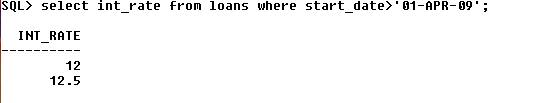 SQL> select int_rate from loans where start_date>'01-APR-09';
INT_RATE
----------
12
12.5